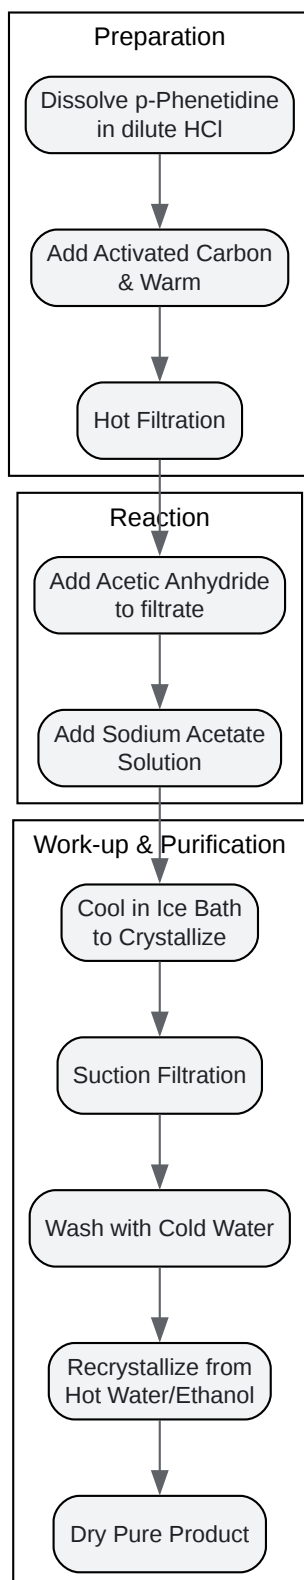 Preparation
Dissolve p-Phenetidine
in dilute HCl
Add Activated Carbon
& Warm
Hot Filtration
Reaction
Add Acetic Anhydride
to filtrate
Add Sodium Acetate
Solution
Work-up & Purification
Cool in Ice Bath
to Crystallize
Suction Filtration
Wash with Cold Water
Recrystallize from
Hot Water/Ethanol
Dry Pure Product